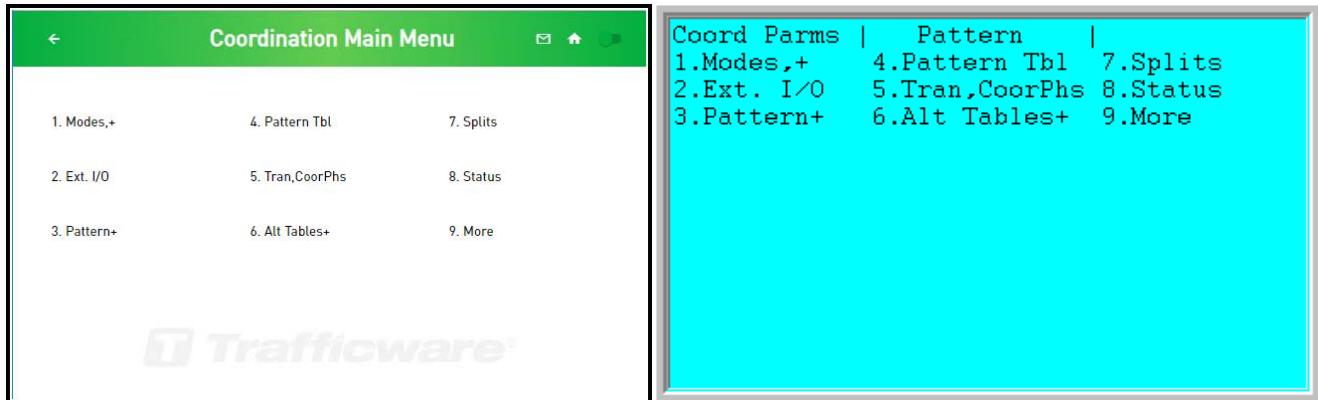 Coordination Main Menu
1. Modes,+ 4. Pattern Tbl 7. Splits
2. Ext. I/O 5. Tran,CoorPhs 8. Status
3. Pattern+ 6. Alt Tables+ 9. More
T Trafficware®
Coord Parms | Pattern |
1.Modes,+ 4.Pattern Tbl 7.Splits
2.Ext. I/O 5.Tran,CoorPhs 8.Status
3.Pattern+ 6.Alt Tables+ 9.More